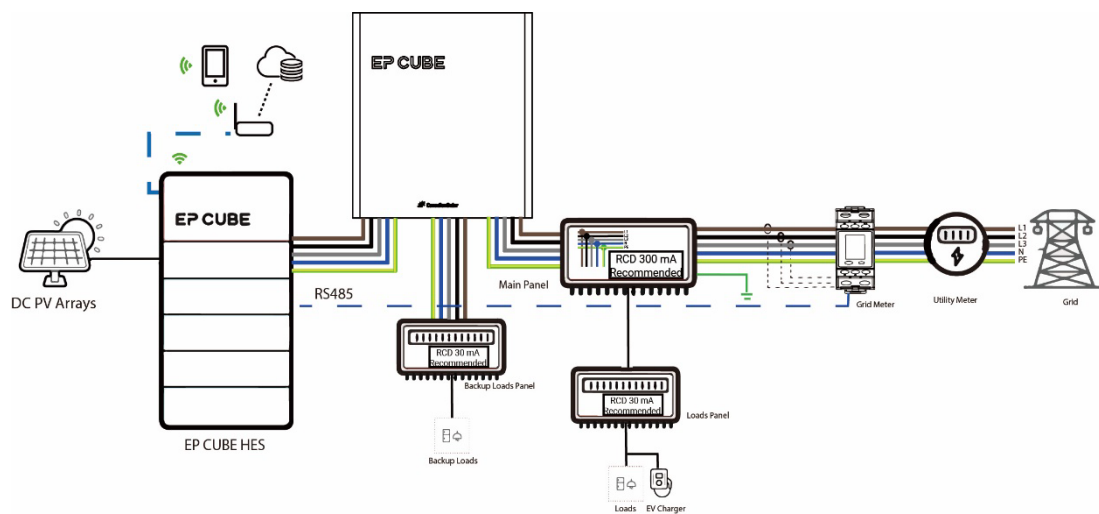 EP CUBE
EP CUBE
CanadianSolar
DC PV Arrays
EP CUBE HES
RS485
RCD 30 mA
Recommended
Backup Loads Panel
Backup Loads
Main Panel
RCD 300 mA
Recommended
RCD 30 mA
Recommended
Loads Panel
Loads
EV Charger
Grid Meter
Utility Meter
L1
L2
L3
N
PE
Grid